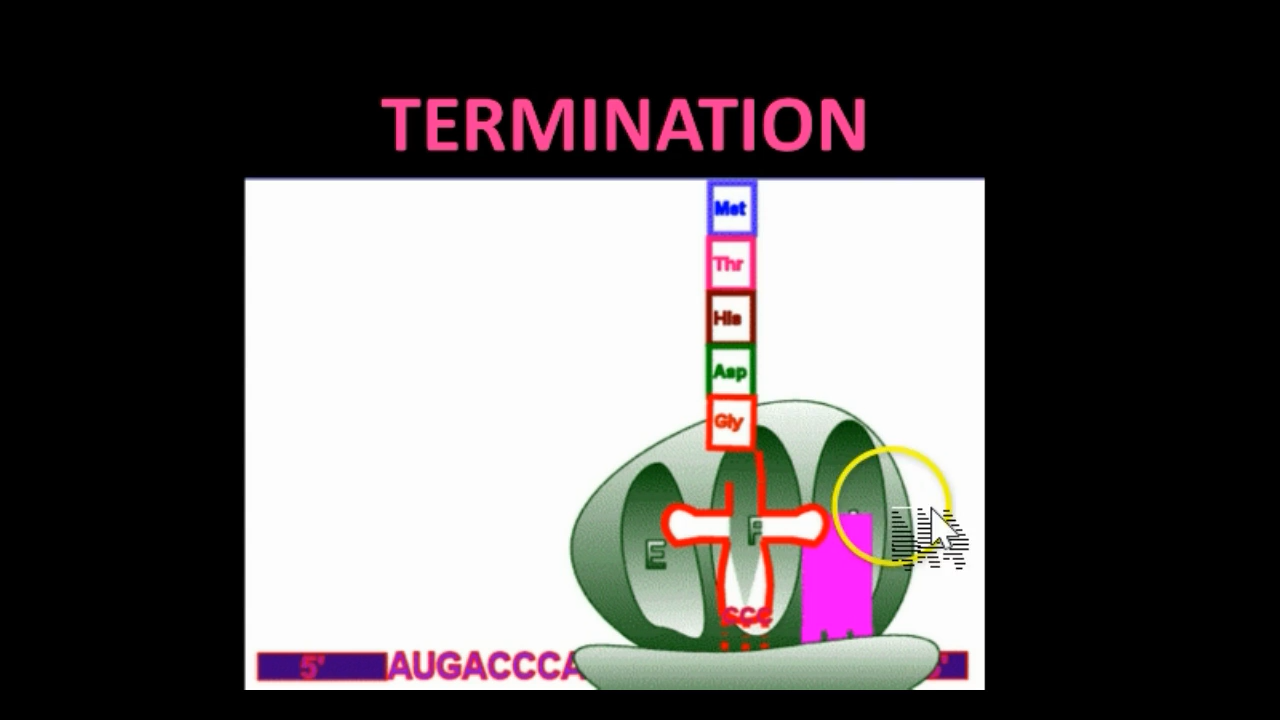 TERMINATION
Met
Thr
His
Asp
Gly
E
P
5' AUGACCCA